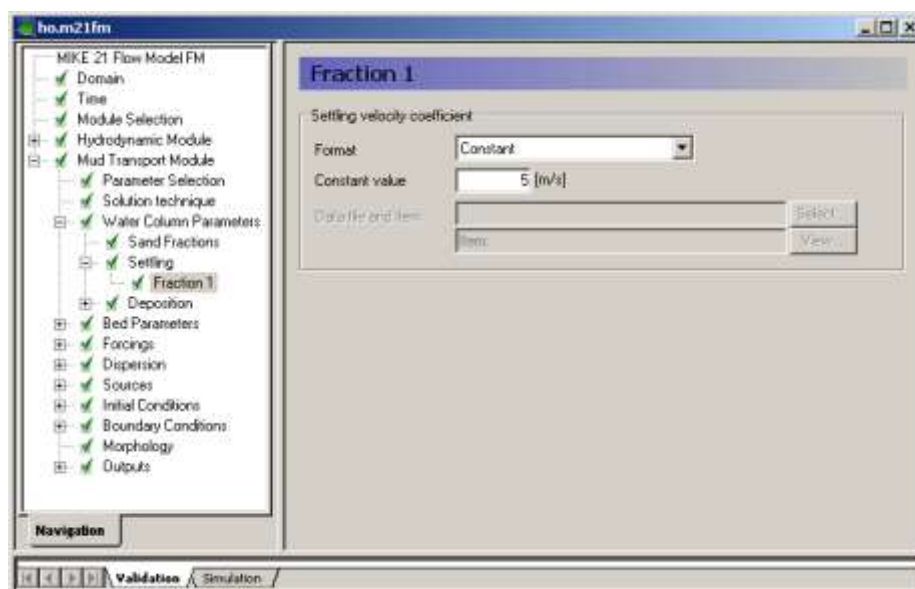 ho.m21fm
MIKE 21 Flow Model FM
Domain
Time
Module Selection
Hydrodynamic Module
Mud Transport Module
Parameter Selection
Solution technique
Water Column Parameters
Sand Fractions
Settling
Fraction 1
Deposition
Bed Parameters
Forcings
Dispersion
Sources
Initial Conditions
Boundary Conditions
Morphology
Outputs
Navigation
Fraction 1
Settling velocity coefficient
Format Constant
Constant value 5 [m/s]
Data file and item Select...
Item: View...
Validation Simulation